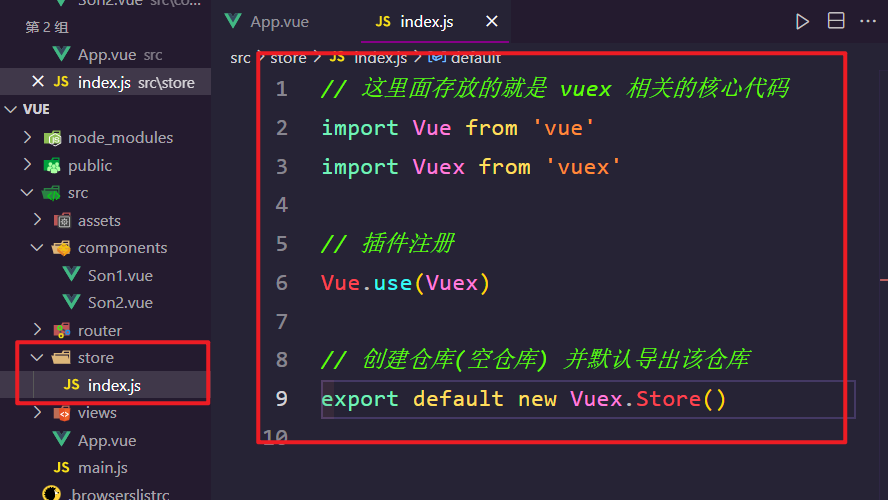 Son2.vue src\co...
第 2 组
App.vue src
index.js src\store
VUE
node_modules
public
src
assets
components
Son1.vue
Son2.vue
router
store
JS index.js
views
App.vue
JS main.js
.browserslistrc
App.vue
JS index.js
src > store > JS index.js > default
1 // 这里面存放的就是 vuex 相关的核心代码
2 import Vue from 'vue'
3 import Vuex from 'vuex'
4
5 // 插件注册
6 Vue.use(Vuex)
7
8 // 创建仓库(空仓库) 并默认导出该仓库
9 export default new Vuex.Store()
10